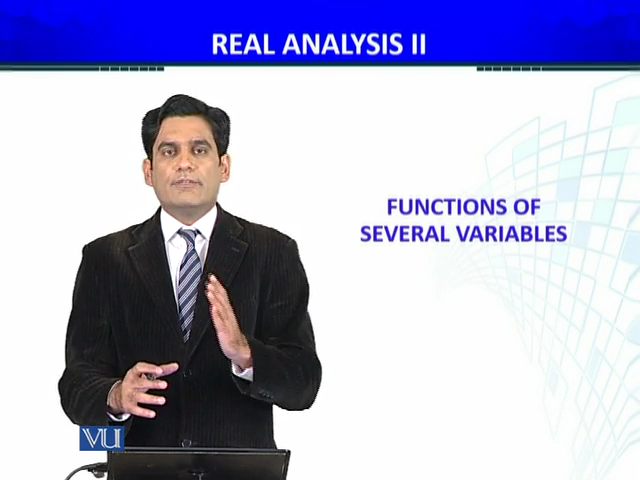 REAL ANALYSIS II
FUNCTIONS OF
SEVERAL VARIABLES
VU